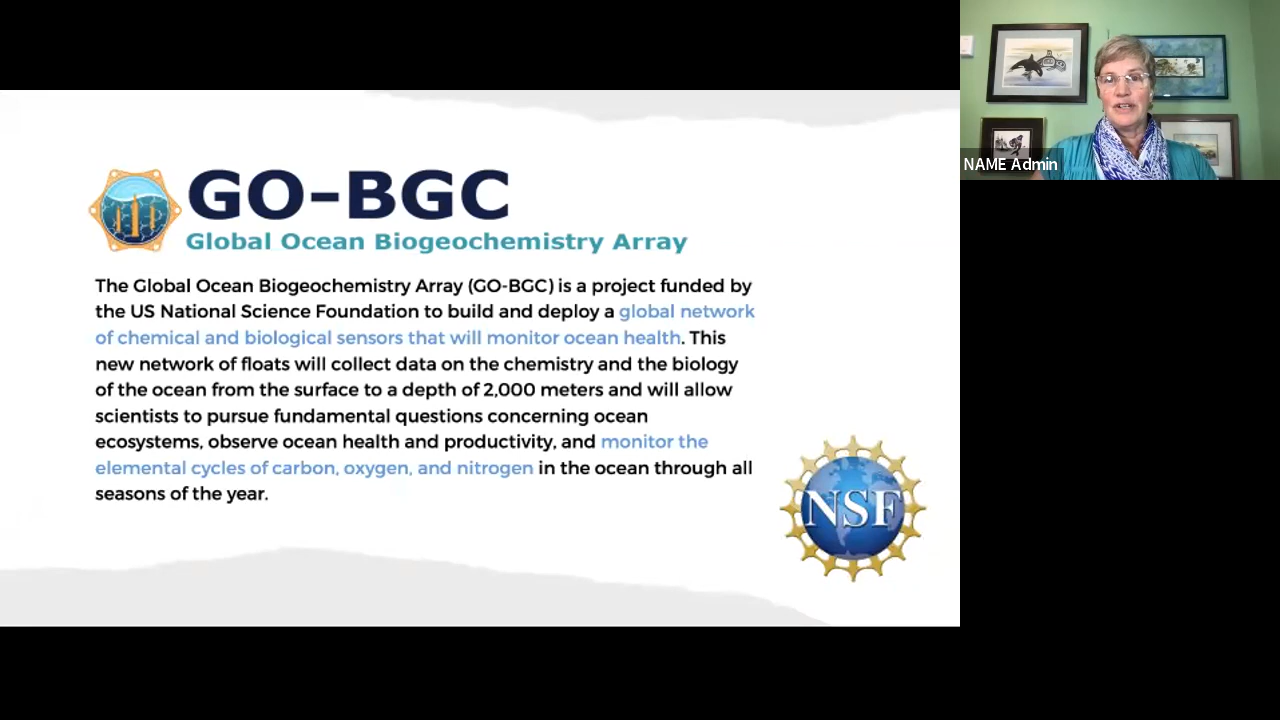 GO-BGC
Global Ocean Biogeochemistry Array
The Global Ocean Biogeochemistry Array (GO-BGC) is a project funded by
the US National Science Foundation to build and deploy a global network
of chemical and biological sensors that will monitor ocean health. This
new network of floats will collect data on the chemistry and the biology
of the ocean from the surface to a depth of 2,000 meters and will allow
scientists to pursue fundamental questions concerning ocean
ecosystems, observe ocean health and productivity, and monitor the
elemental cycles of carbon, oxygen, and nitrogen in the ocean through all
seasons of the year.
NSF
NAME Admin